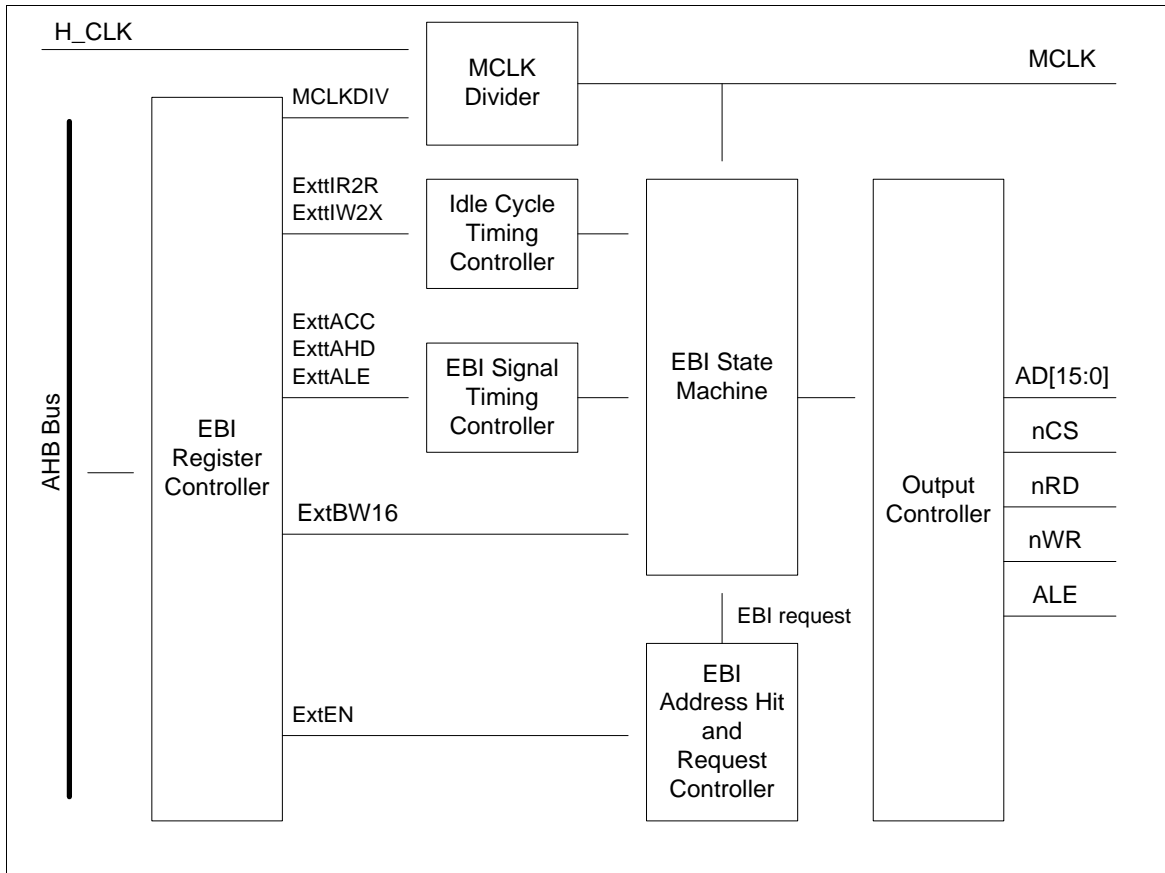 H_CLK
MCLK
Divider
MCLK
MCLKDIV
ExttIR2R
ExttIW2X
Idle Cycle
Timing
Controller
ExttACC
ExttAHD
ExttALE
EBI Signal
Timing
Controller
EBI State
Machine
AHB Bus
EBI
Register
Controller
ExtBW16
Output
Controller
AD[15:0]
nCS
nRD
nWR
ALE
EBI request
ExtEN
EBI
Address Hit
and
Request
Controller